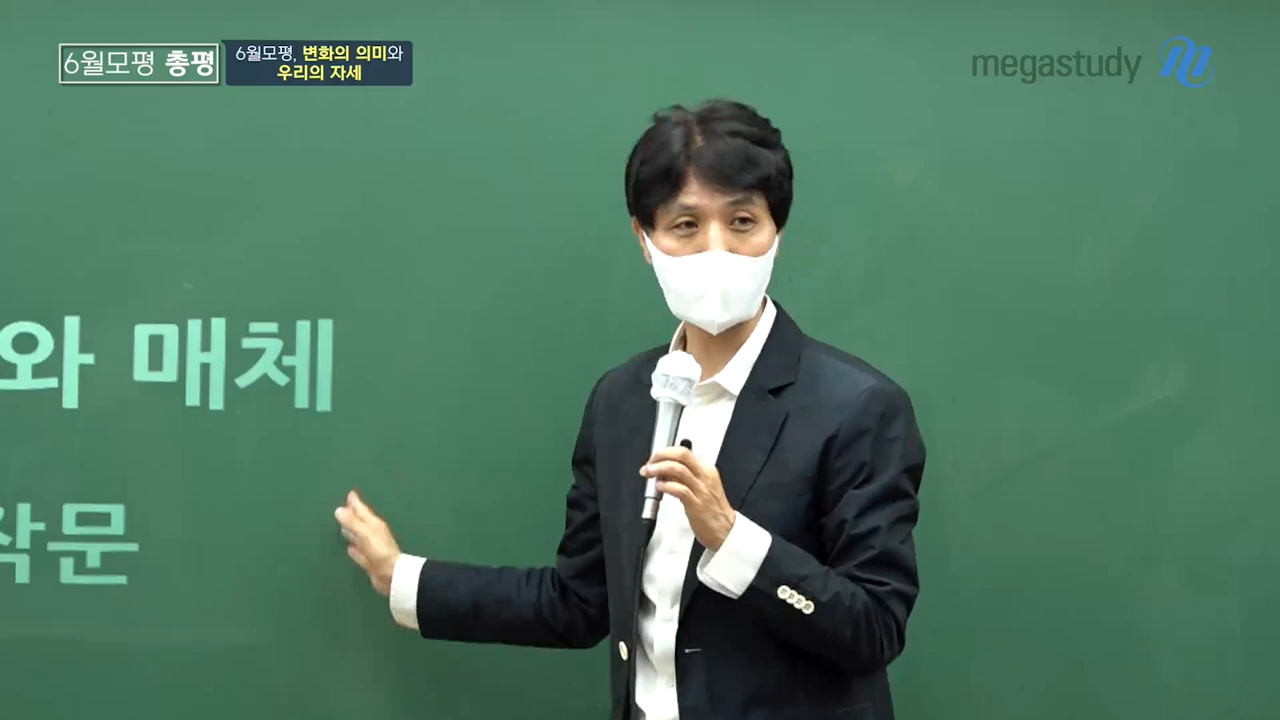 6월모평 총평
6월모평, 변화의 의미와
우리의 자세
megastudy
와 매체
작문